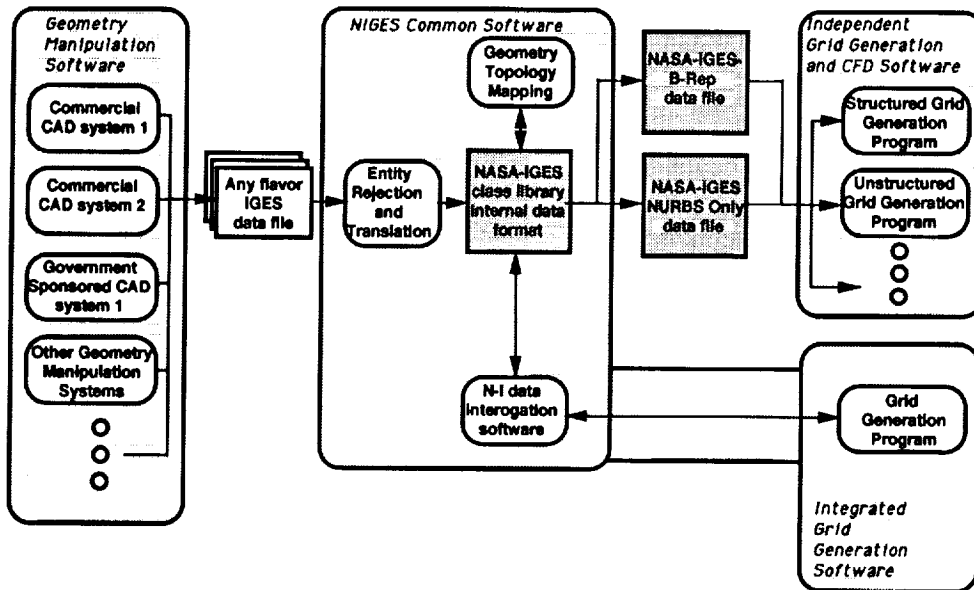 Geometry
Manipulation
Software
Commercial
CAD system 1
Commercial
CAD system 2
Government
Sponsored CAD
system 1
Other Geometry
Manipulation
Systems
Any flavor
IGES
data file
NIGES Common Software
Geometry
Topology
Mapping
Entity
Rejection
and
Translation
NASA-IGES
class library
internal data
format
N-I data
interogation
software
NASA-IGES-
B-Rep
data file
NASA-IGES
NURBS Only
data file
Independent
Grid Generation
and CFD Software
Structured Grid
Generation
Program
Unstructured
Grid Generation
Program
Grid
Generation
Program
Integrated
Grid
Generation
Software